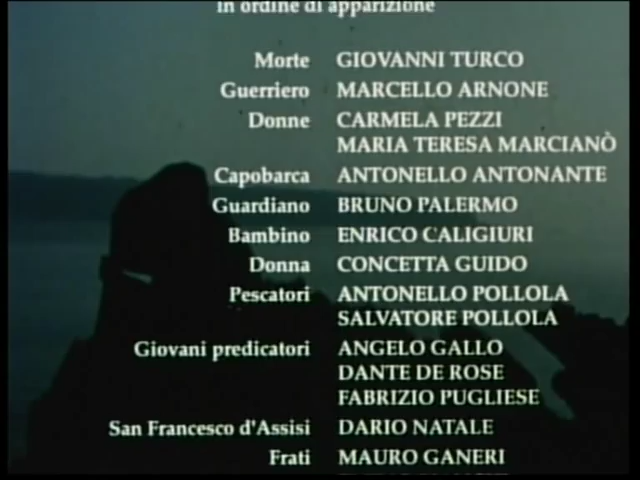 in ordine di apparizione
Morte GIOVANNI TURCO
Guerriero MARCELLO ARNONE
Donne CARMELA PEZZI
MARIA TERESA MARCIANÒ
Capobarca ANTONELLO ANTONANTE
Guardiano BRUNO PALERMO
Bambino ENRICO CALIGIURI
Donna CONCETTA GUIDO
Pescatori ANTONELLO POLLOLA
SALVATORE POLLOLA
Giovani predicatori ANGELO GALLO
DANTE DE ROSE
FABRIZIO PUGLIESE
San Francesco d'Assisi DARIO NATALE
Frati MAURO GANERI